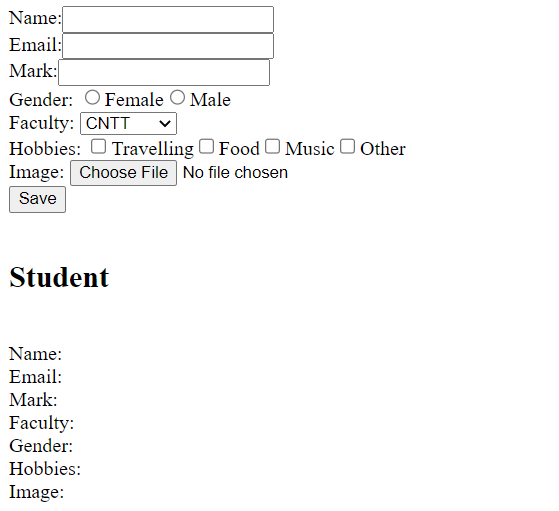 Name:
Email:
Mark:
Gender: Female Male
Faculty: CNTT
Hobbies: Travelling Food Music Other
Image: Choose File No file chosen
Save
Student
Name:
Email:
Mark:
Faculty:
Gender:
Hobbies:
Image: